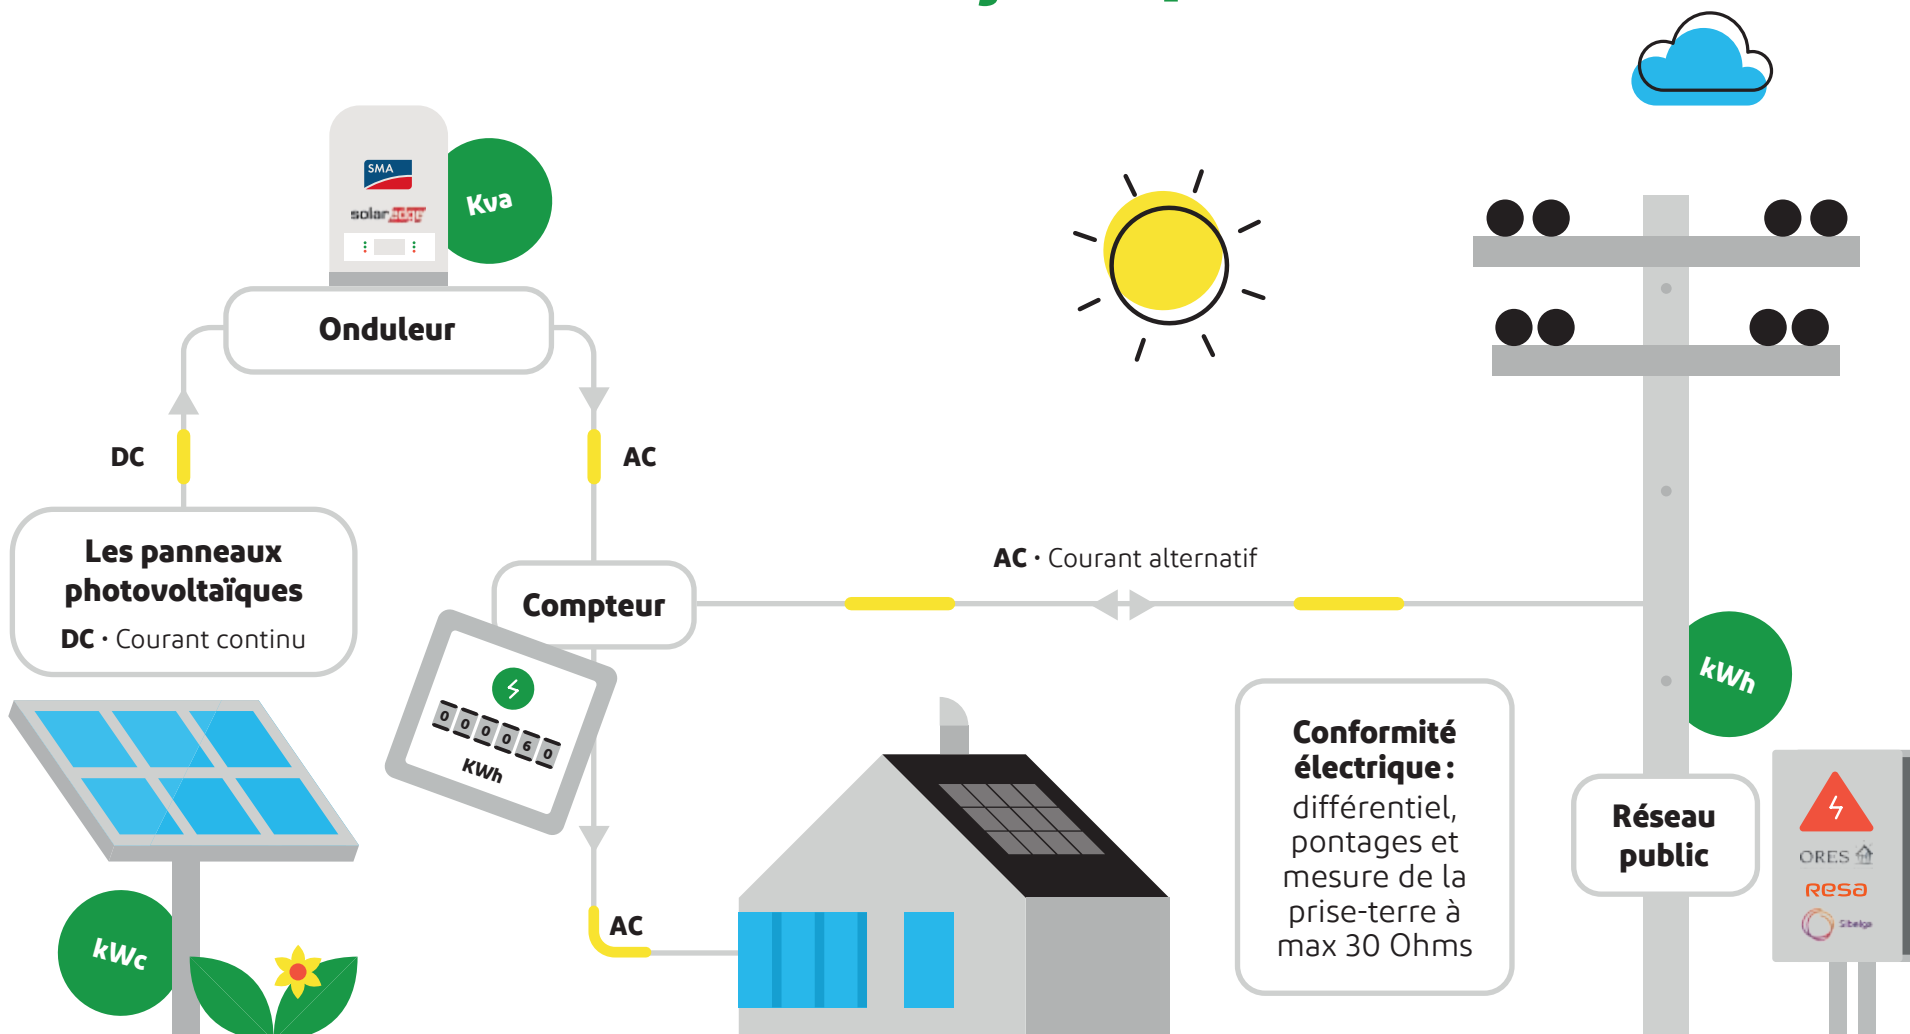 SMA
solaredge
Kva
Onduleur
DC
AC
Les panneaux
photovoltaïques
DC • Courant continu
Compteur
AC • Courant alternatif
000060
KWh
kWh
Conformité
électrique :
différentiel,
pontages et
mesure de la
prise-terre à
max 30 Ohms
Réseau
public
ORES
Resa
Sibelga
AC
kWc